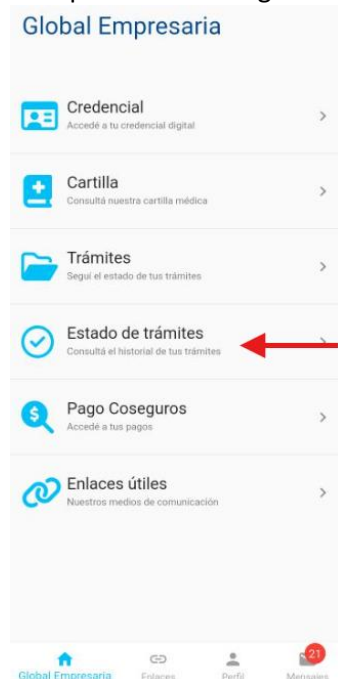 Global Empresaria
Credencial
Accedé a tu credencial digital
Cartilla
Consultá nuestra cartilla médica
Trámites
Seguí el estado de tus trámites
Estado de trámites
Consultá el historial de tus trámites
Pago Coseguros
Accedé a tus pagos
Enlaces útiles
Nuestros medios de comunicación
21
Global Empresaria Enlaces Perfil Mensajes